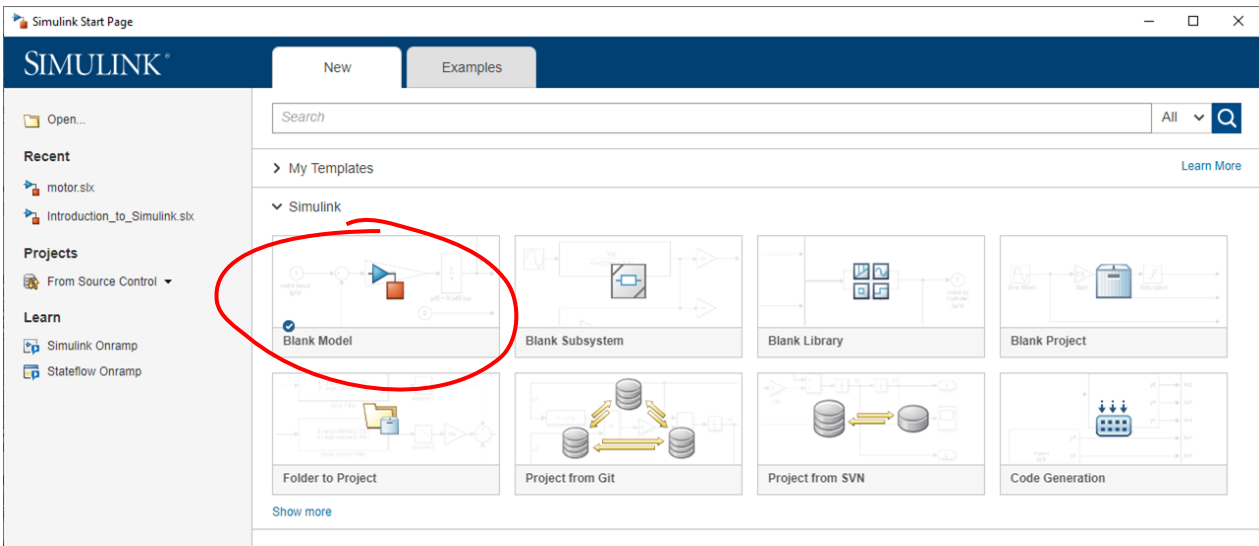 Simulink Start Page
SIMULINK®
New
Examples
Open...
Recent
motor.slx
Introduction_to_Simulink.slx
Projects
From Source Control
Learn
Simulink Onramp
Stateflow Onramp
Search
All
My Templates
Learn More
Simulink
Blank Model
Blank Subsystem
Blank Library
Blank Project
Folder to Project
Project from Git
Project from SVN
Code Generation
Show more